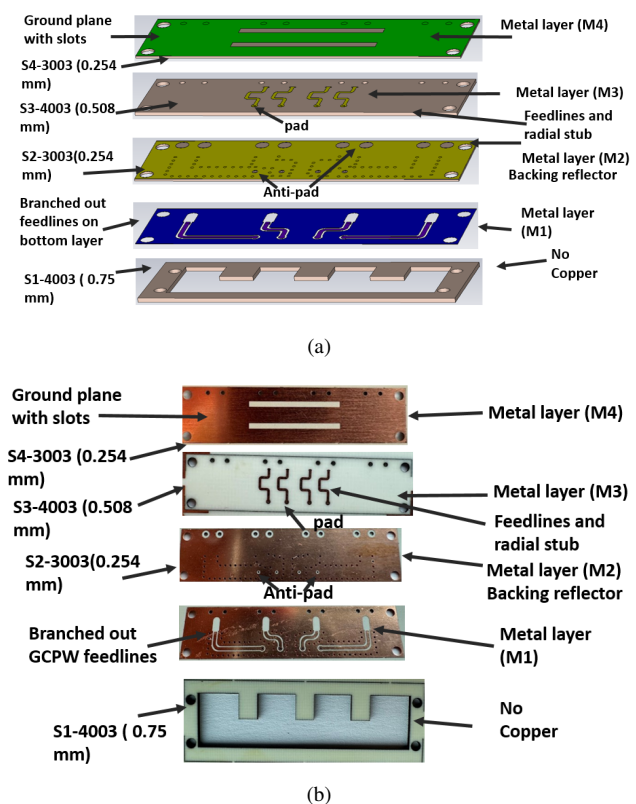 Ground plane
with slots
Metal layer (M4)
S4-3003 (0.254
mm)
Metal layer (M3)
S3-4003 (0.508
mm)
pad
Feedlines and
radial stub
S2-3003(0.254
mm)
Metal layer (M2)
Backing reflector
Anti-pad
Branched out
feedlines on
bottom layer
Metal layer
(M1)
S1-4003 ( 0.75
mm)
No
Copper
(a)
Ground plane
with slots
Metal layer (M4)
S4-3003 (0.254
mm)
S3-4003 (0.508
mm)
Metal layer (M3)
pad
Feedlines and
radial stub
S2-3003(0.254
mm)
Metal layer (M2)
Backing reflector
Anti-pad
Branched out
GCPW feedlines
Metal layer
(M1)
S1-4003 ( 0.75
mm)
No
Copper
(b)